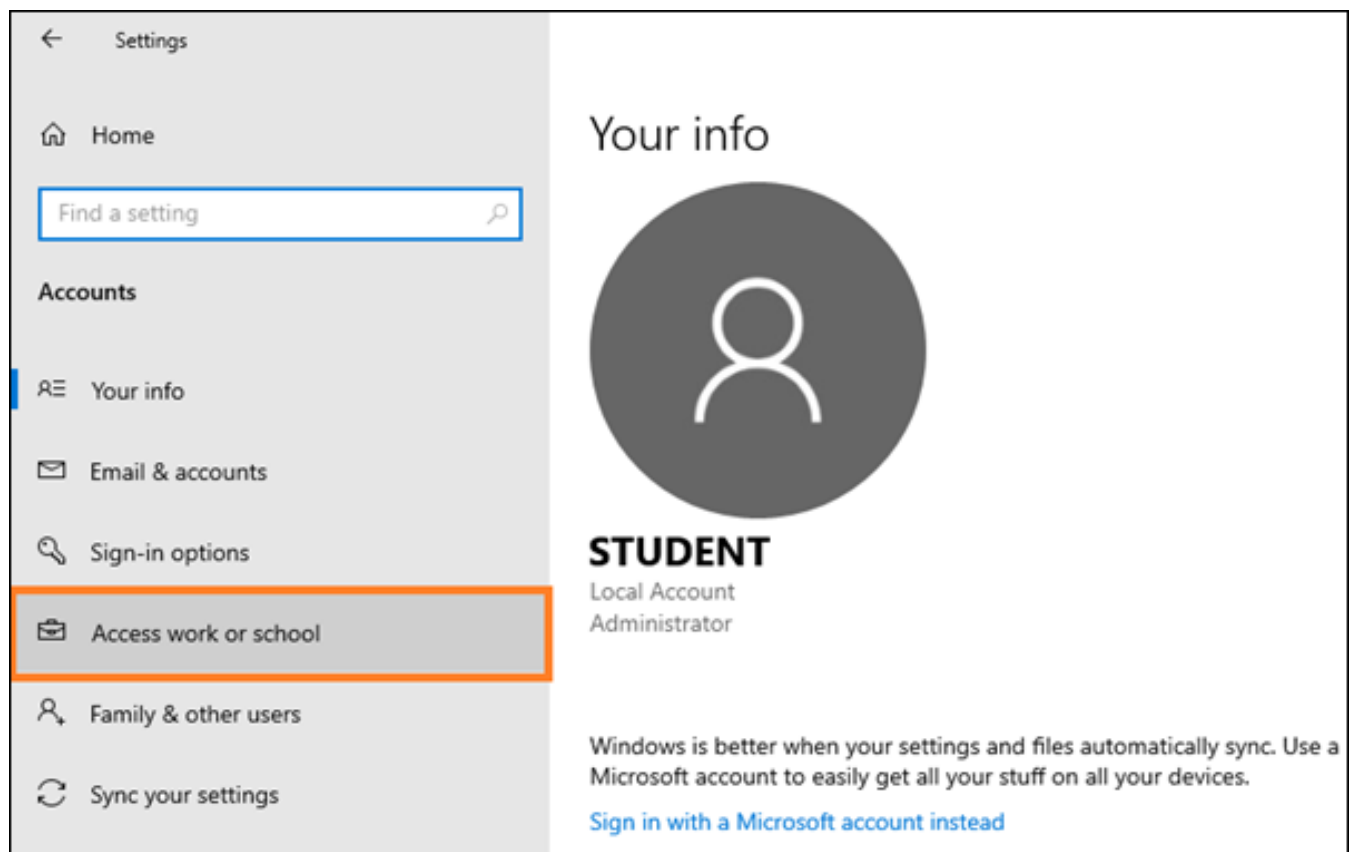 Settings
Home
Find a setting
Accounts
Your info
Email & accounts
Sign-in options
Access work or school
Family & other users
Sync your settings
Your info
STUDENT
Local Account
Administrator
Windows is better when your settings and files automatically sync. Use a
Microsoft account to easily get all your stuff on all your devices.
Sign in with a Microsoft account instead